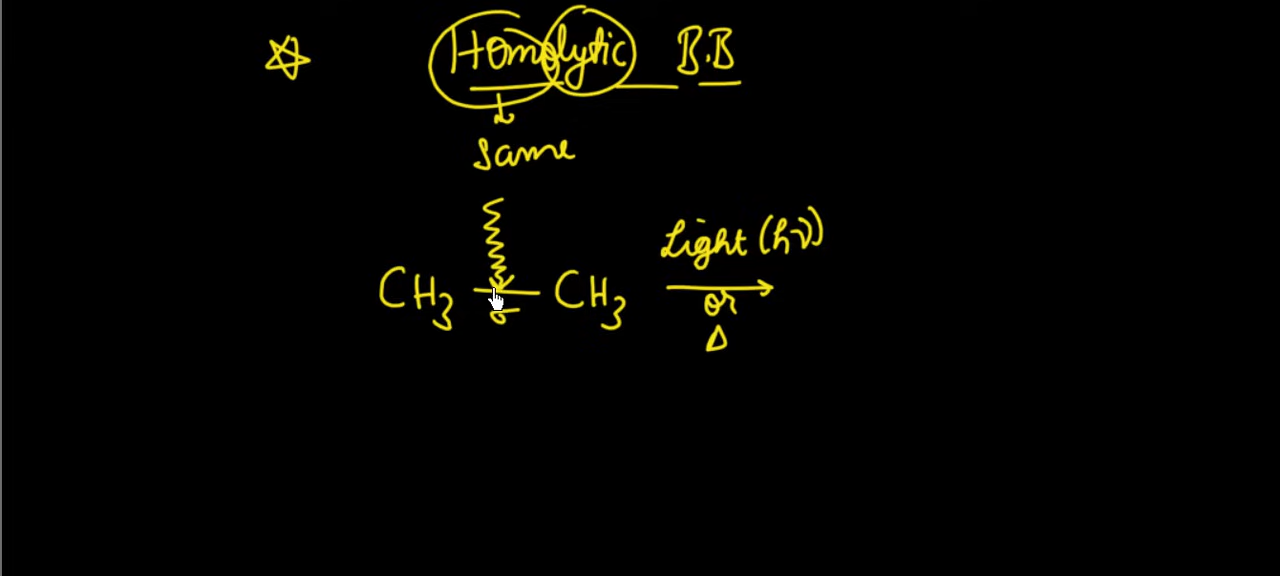 Homolytic B.B
Same
CH3 — CH3 Light (hν)
σ or
Δ